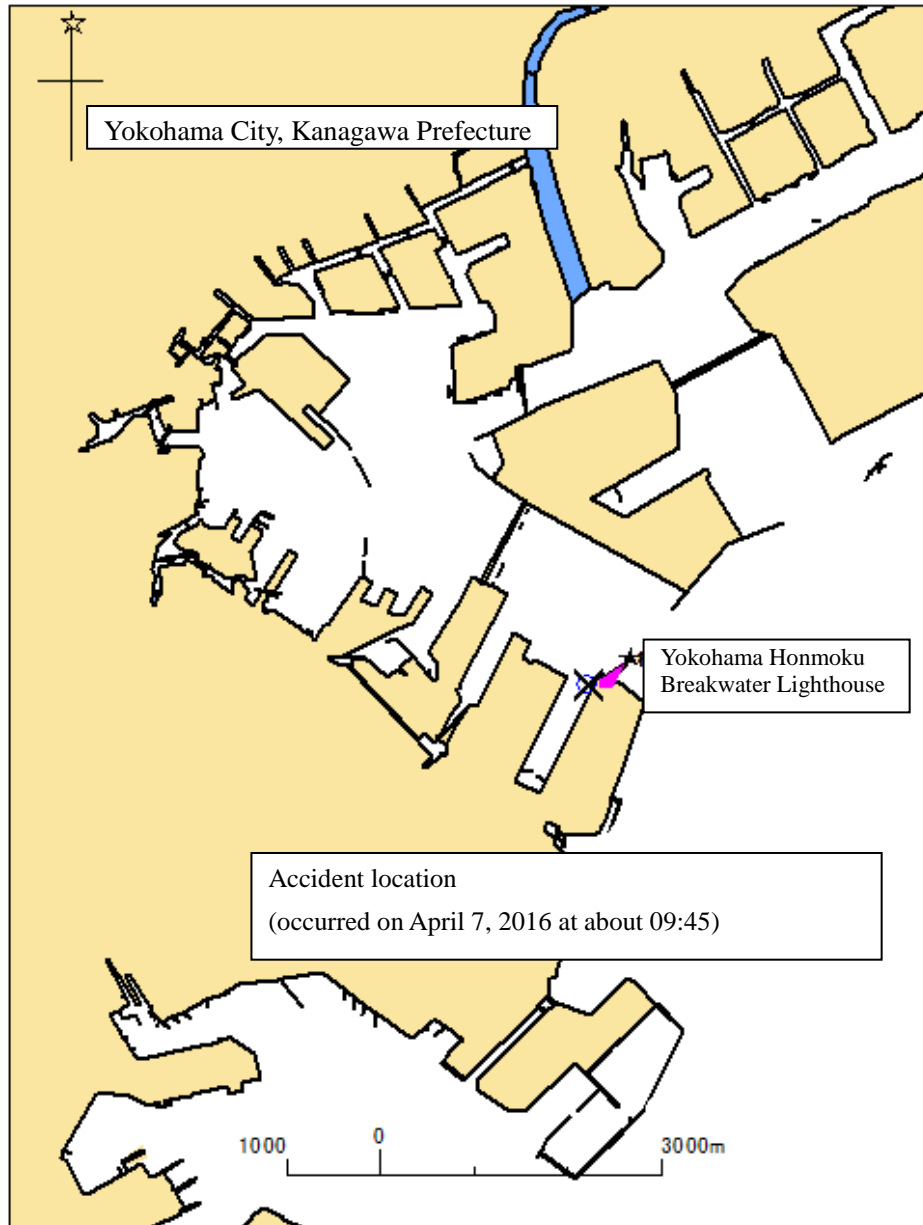 Yokohama City, Kanagawa Prefecture
Yokohama Honmoku
Breakwater Lighthouse
Accident location
(occurred on April 7, 2016 at about 09:45)
1000 0 3000m